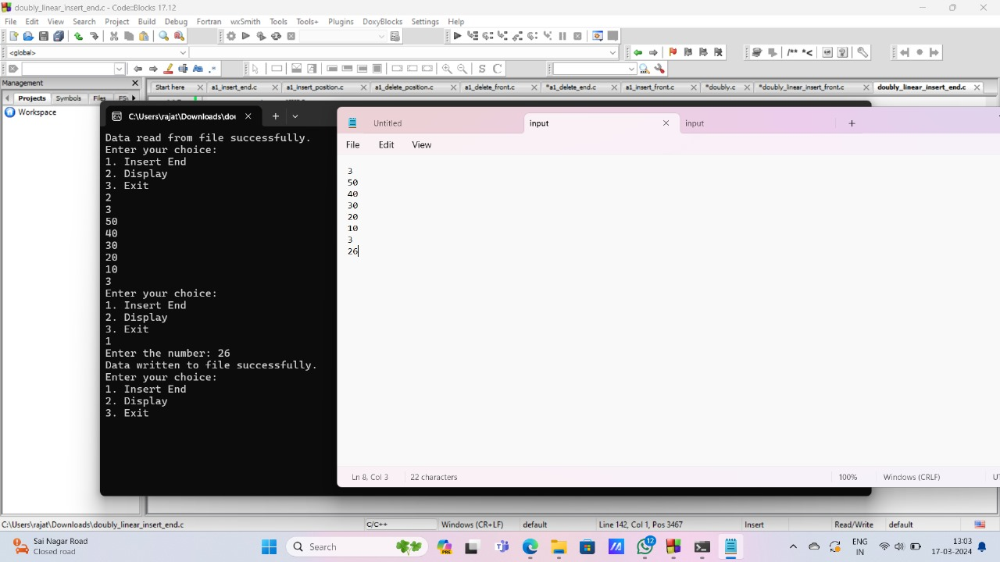 doubly_linear_insert_end.c - Code::Blocks 17.12
File Edit View Search Project Build Debug Fortran wxSmith Tools Tools+ Plugins DoxyBlocks Settings Help
<global>
/** *<
S C
Management
Projects Symbols Files FS
Workspace
Start here a1_insert_end.c a1_insert_position.c a1_delete_position.c a1_delete_front.c *a1_delete_end.c a1_insert_front.c *doubly.c *doubly_linear_insert_front.c doubly_linear_insert_end.c
C:\Users\rajat\Downloads\dou
Data read from file successfully.
Enter your choice:
1. Insert End
2. Display
3. Exit
2
3
50
40
30
20
10
3
Enter your choice:
1. Insert End
2. Display
3. Exit
1
Enter the number: 26
Data written to file successfully.
Enter your choice:
1. Insert End
2. Display
3. Exit
Untitled input input
File Edit View
3
50
40
30
20
10
3
26
Ln 8, Col 3 22 characters 100% Windows (CRLF) UT
C:\Users\rajat\Downloads\doubly_linear_insert_end.c C/C++ Windows (CR+LF) default Line 142, Col 1, Pos 3467 Insert Read/Write default
Sai Nagar Road
Closed road
Search
PRE
12
ENG
IN
13:03
17-03-2024